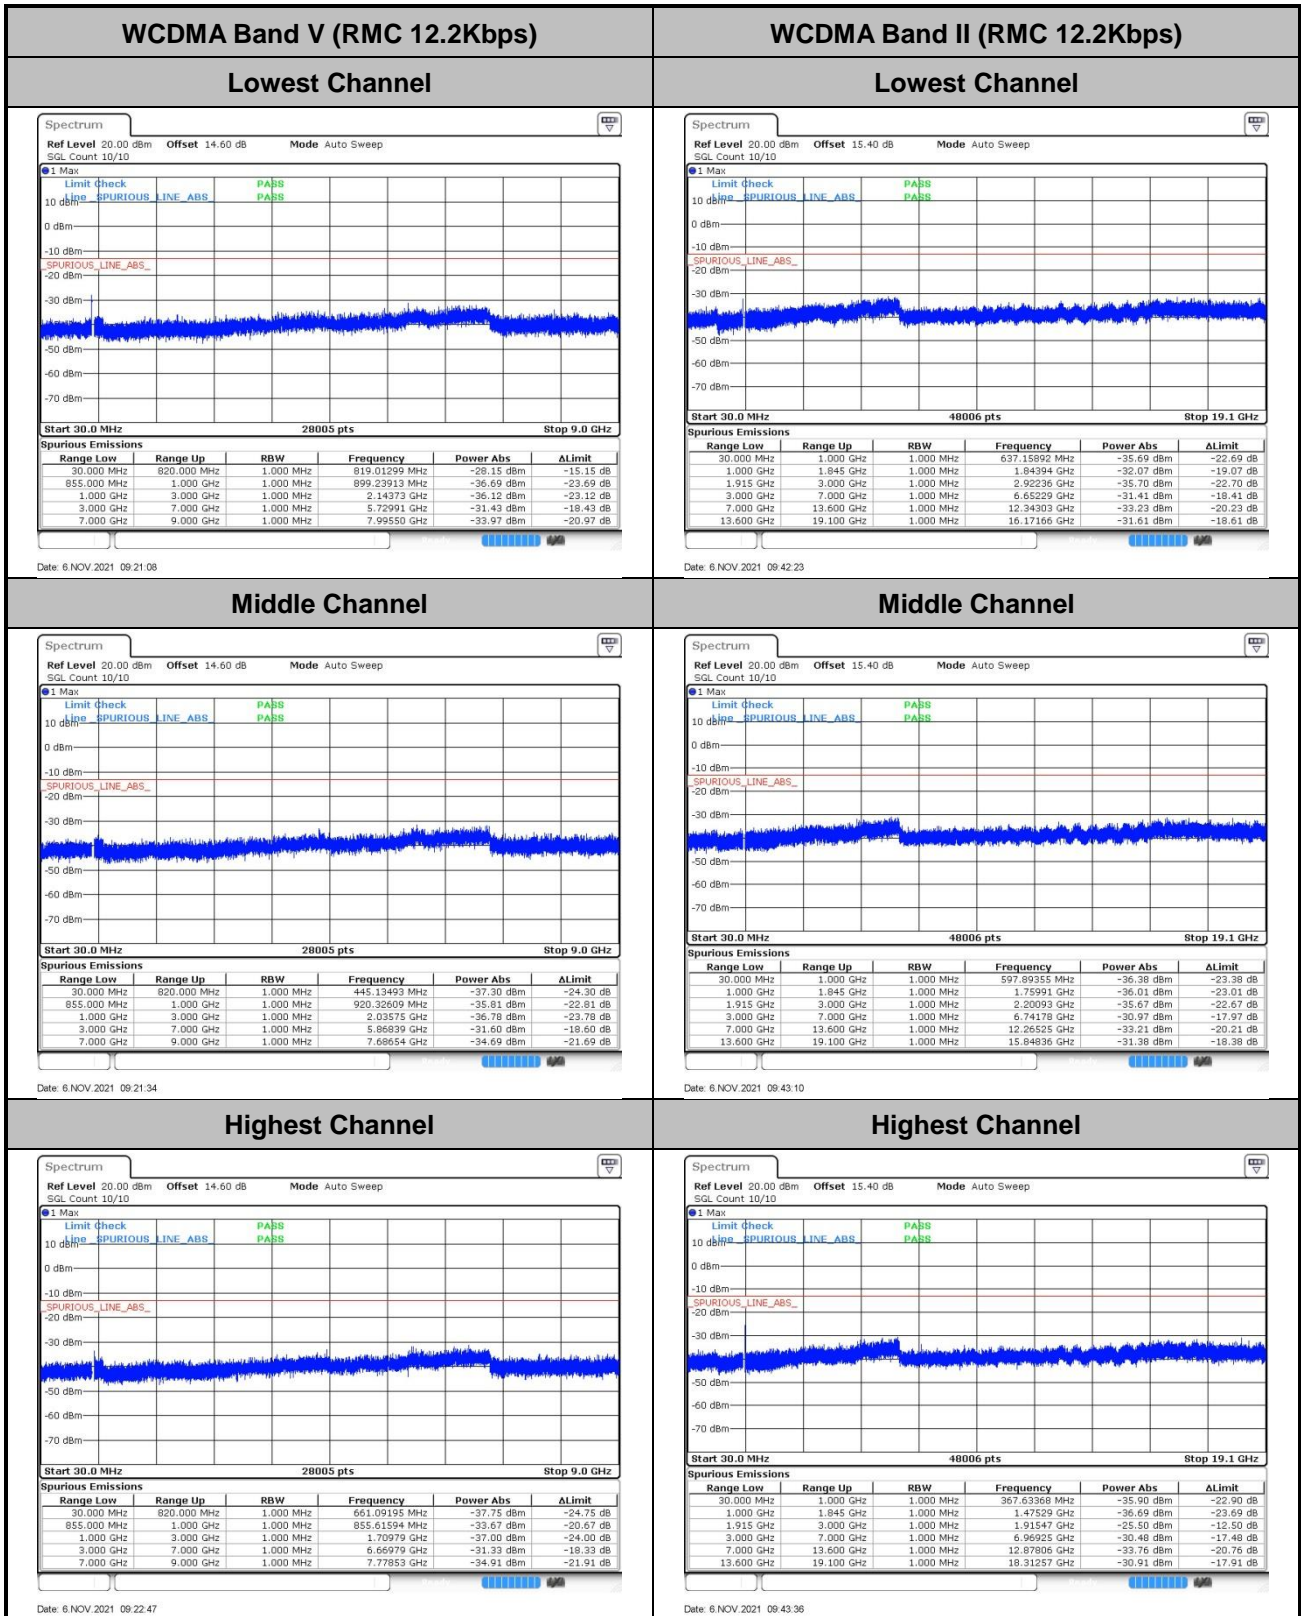 WCDMA Band V (RMC 12.2Kbps)
WCDMA Band II (RMC 12.2Kbps)
Lowest Channel
Lowest Channel
Spectrum
Ref Level 20.00 dBm Offset 14.60 dB Mode Auto Sweep
SGL Count 10/10
1 Max
Limit Check PASS
Line _SPURIOUS_LINE_ABS_ PASS
10 dBm
0 dBm
-10 dBm
_SPURIOUS_LINE_ABS_
-20 dBm
-30 dBm
-50 dBm
-60 dBm
-70 dBm
Start 30.0 MHz 28005 pts Stop 9.0 GHz
Spurious Emissions
Range Low Range Up RBW Frequency Power Abs ΔLimit
30.000 MHz 820.000 MHz 1.000 MHz 819.01299 MHz -28.15 dBm -15.15 dB
855.000 MHz 1.000 GHz 1.000 MHz 899.23913 MHz -36.69 dBm -23.69 dB
1.000 GHz 3.000 GHz 1.000 MHz 2.14373 GHz -36.12 dBm -23.12 dB
3.000 GHz 7.000 GHz 1.000 MHz 5.72991 GHz -31.43 dBm -18.43 dB
7.000 GHz 9.000 GHz 1.000 MHz 7.99550 GHz -33.97 dBm -20.97 dB
Date: 6.NOV.2021 09:21:08
Spectrum
Ref Level 20.00 dBm Offset 15.40 dB Mode Auto Sweep
SGL Count 10/10
1 Max
Limit Check PASS
Line _SPURIOUS_LINE_ABS_ PASS
10 dBm
0 dBm
-10 dBm
_SPURIOUS_LINE_ABS_
-20 dBm
-30 dBm
-50 dBm
-60 dBm
-70 dBm
Start 30.0 MHz 48006 pts Stop 19.1 GHz
Spurious Emissions
Range Low Range Up RBW Frequency Power Abs ΔLimit
30.000 MHz 1.000 GHz 1.000 MHz 637.15892 MHz -35.69 dBm -22.69 dB
1.000 GHz 1.845 GHz 1.000 MHz 1.84394 GHz -32.07 dBm -19.07 dB
1.915 GHz 3.000 GHz 1.000 MHz 2.92236 GHz -35.70 dBm -22.70 dB
3.000 GHz 7.000 GHz 1.000 MHz 6.65229 GHz -31.41 dBm -18.41 dB
7.000 GHz 13.600 GHz 1.000 MHz 12.34303 GHz -33.23 dBm -20.23 dB
13.600 GHz 19.100 GHz 1.000 MHz 16.17166 GHz -31.61 dBm -18.61 dB
Date: 6.NOV.2021 09:42:23
Middle Channel
Middle Channel
Spectrum
Ref Level 20.00 dBm Offset 14.60 dB Mode Auto Sweep
SGL Count 10/10
1 Max
Limit Check PASS
Line _SPURIOUS_LINE_ABS_ PASS
10 dBm
0 dBm
-10 dBm
_SPURIOUS_LINE_ABS_
-20 dBm
-30 dBm
-50 dBm
-60 dBm
-70 dBm
Start 30.0 MHz 28005 pts Stop 9.0 GHz
Spurious Emissions
Range Low Range Up RBW Frequency Power Abs ΔLimit
30.000 MHz 820.000 MHz 1.000 MHz 445.13493 MHz -37.30 dBm -24.30 dB
855.000 MHz 1.000 GHz 1.000 MHz 920.32609 MHz -35.81 dBm -22.81 dB
1.000 GHz 3.000 GHz 1.000 MHz 2.03575 GHz -36.78 dBm -23.78 dB
3.000 GHz 7.000 GHz 1.000 MHz 5.86839 GHz -31.60 dBm -18.60 dB
7.000 GHz 9.000 GHz 1.000 MHz 7.68654 GHz -34.69 dBm -21.69 dB
Date: 6.NOV.2021 09:21:34
Spectrum
Ref Level 20.00 dBm Offset 15.40 dB Mode Auto Sweep
SGL Count 10/10
1 Max
Limit Check PASS
Line _SPURIOUS_LINE_ABS_ PASS
10 dBm
0 dBm
-10 dBm
_SPURIOUS_LINE_ABS_
-20 dBm
-30 dBm
-50 dBm
-60 dBm
-70 dBm
Start 30.0 MHz 48006 pts Stop 19.1 GHz
Spurious Emissions
Range Low Range Up RBW Frequency Power Abs ΔLimit
30.000 MHz 1.000 GHz 1.000 MHz 597.89355 MHz -36.38 dBm -23.38 dB
1.000 GHz 1.845 GHz 1.000 MHz 1.75991 GHz -36.01 dBm -23.01 dB
1.915 GHz 3.000 GHz 1.000 MHz 2.20093 GHz -35.67 dBm -22.67 dB
3.000 GHz 7.000 GHz 1.000 MHz 6.74178 GHz -30.97 dBm -17.97 dB
7.000 GHz 13.600 GHz 1.000 MHz 12.26525 GHz -33.21 dBm -20.21 dB
13.600 GHz 19.100 GHz 1.000 MHz 15.84836 GHz -31.38 dBm -18.38 dB
Date: 6.NOV.2021 09:43:10
Highest Channel
Highest Channel
Spectrum
Ref Level 20.00 dBm Offset 14.60 dB Mode Auto Sweep
SGL Count 10/10
1 Max
Limit Check PASS
Line _SPURIOUS_LINE_ABS_ PASS
10 dBm
0 dBm
-10 dBm
_SPURIOUS_LINE_ABS_
-20 dBm
-30 dBm
-50 dBm
-60 dBm
-70 dBm
Start 30.0 MHz 28005 pts Stop 9.0 GHz
Spurious Emissions
Range Low Range Up RBW Frequency Power Abs ΔLimit
30.000 MHz 820.000 MHz 1.000 MHz 661.09195 MHz -37.75 dBm -24.75 dB
855.000 MHz 1.000 GHz 1.000 MHz 855.61594 MHz -33.67 dBm -20.67 dB
1.000 GHz 3.000 GHz 1.000 MHz 1.70979 GHz -37.00 dBm -24.00 dB
3.000 GHz 7.000 GHz 1.000 MHz 6.66979 GHz -31.33 dBm -18.33 dB
7.000 GHz 9.000 GHz 1.000 MHz 7.77853 GHz -34.91 dBm -21.91 dB
Date: 6.NOV.2021 09:22:47
Spectrum
Ref Level 20.00 dBm Offset 15.40 dB Mode Auto Sweep
SGL Count 10/10
1 Max
Limit Check PASS
Line _SPURIOUS_LINE_ABS_ PASS
10 dBm
0 dBm
-10 dBm
_SPURIOUS_LINE_ABS_
-20 dBm
-30 dBm
-50 dBm
-60 dBm
-70 dBm
Start 30.0 MHz 48006 pts Stop 19.1 GHz
Spurious Emissions
Range Low Range Up RBW Frequency Power Abs ΔLimit
30.000 MHz 1.000 GHz 1.000 MHz 367.63368 MHz -35.90 dBm -22.90 dB
1.000 GHz 1.845 GHz 1.000 MHz 1.47529 GHz -36.69 dBm -23.69 dB
1.915 GHz 3.000 GHz 1.000 MHz 1.91547 GHz -25.50 dBm -12.50 dB
3.000 GHz 7.000 GHz 1.000 MHz 6.96925 GHz -30.48 dBm -17.48 dB
7.000 GHz 13.600 GHz 1.000 MHz 12.87806 GHz -33.76 dBm -20.76 dB
13.600 GHz 19.100 GHz 1.000 MHz 18.31257 GHz -30.91 dBm -17.91 dB
Date: 6.NOV.2021 09:43:36